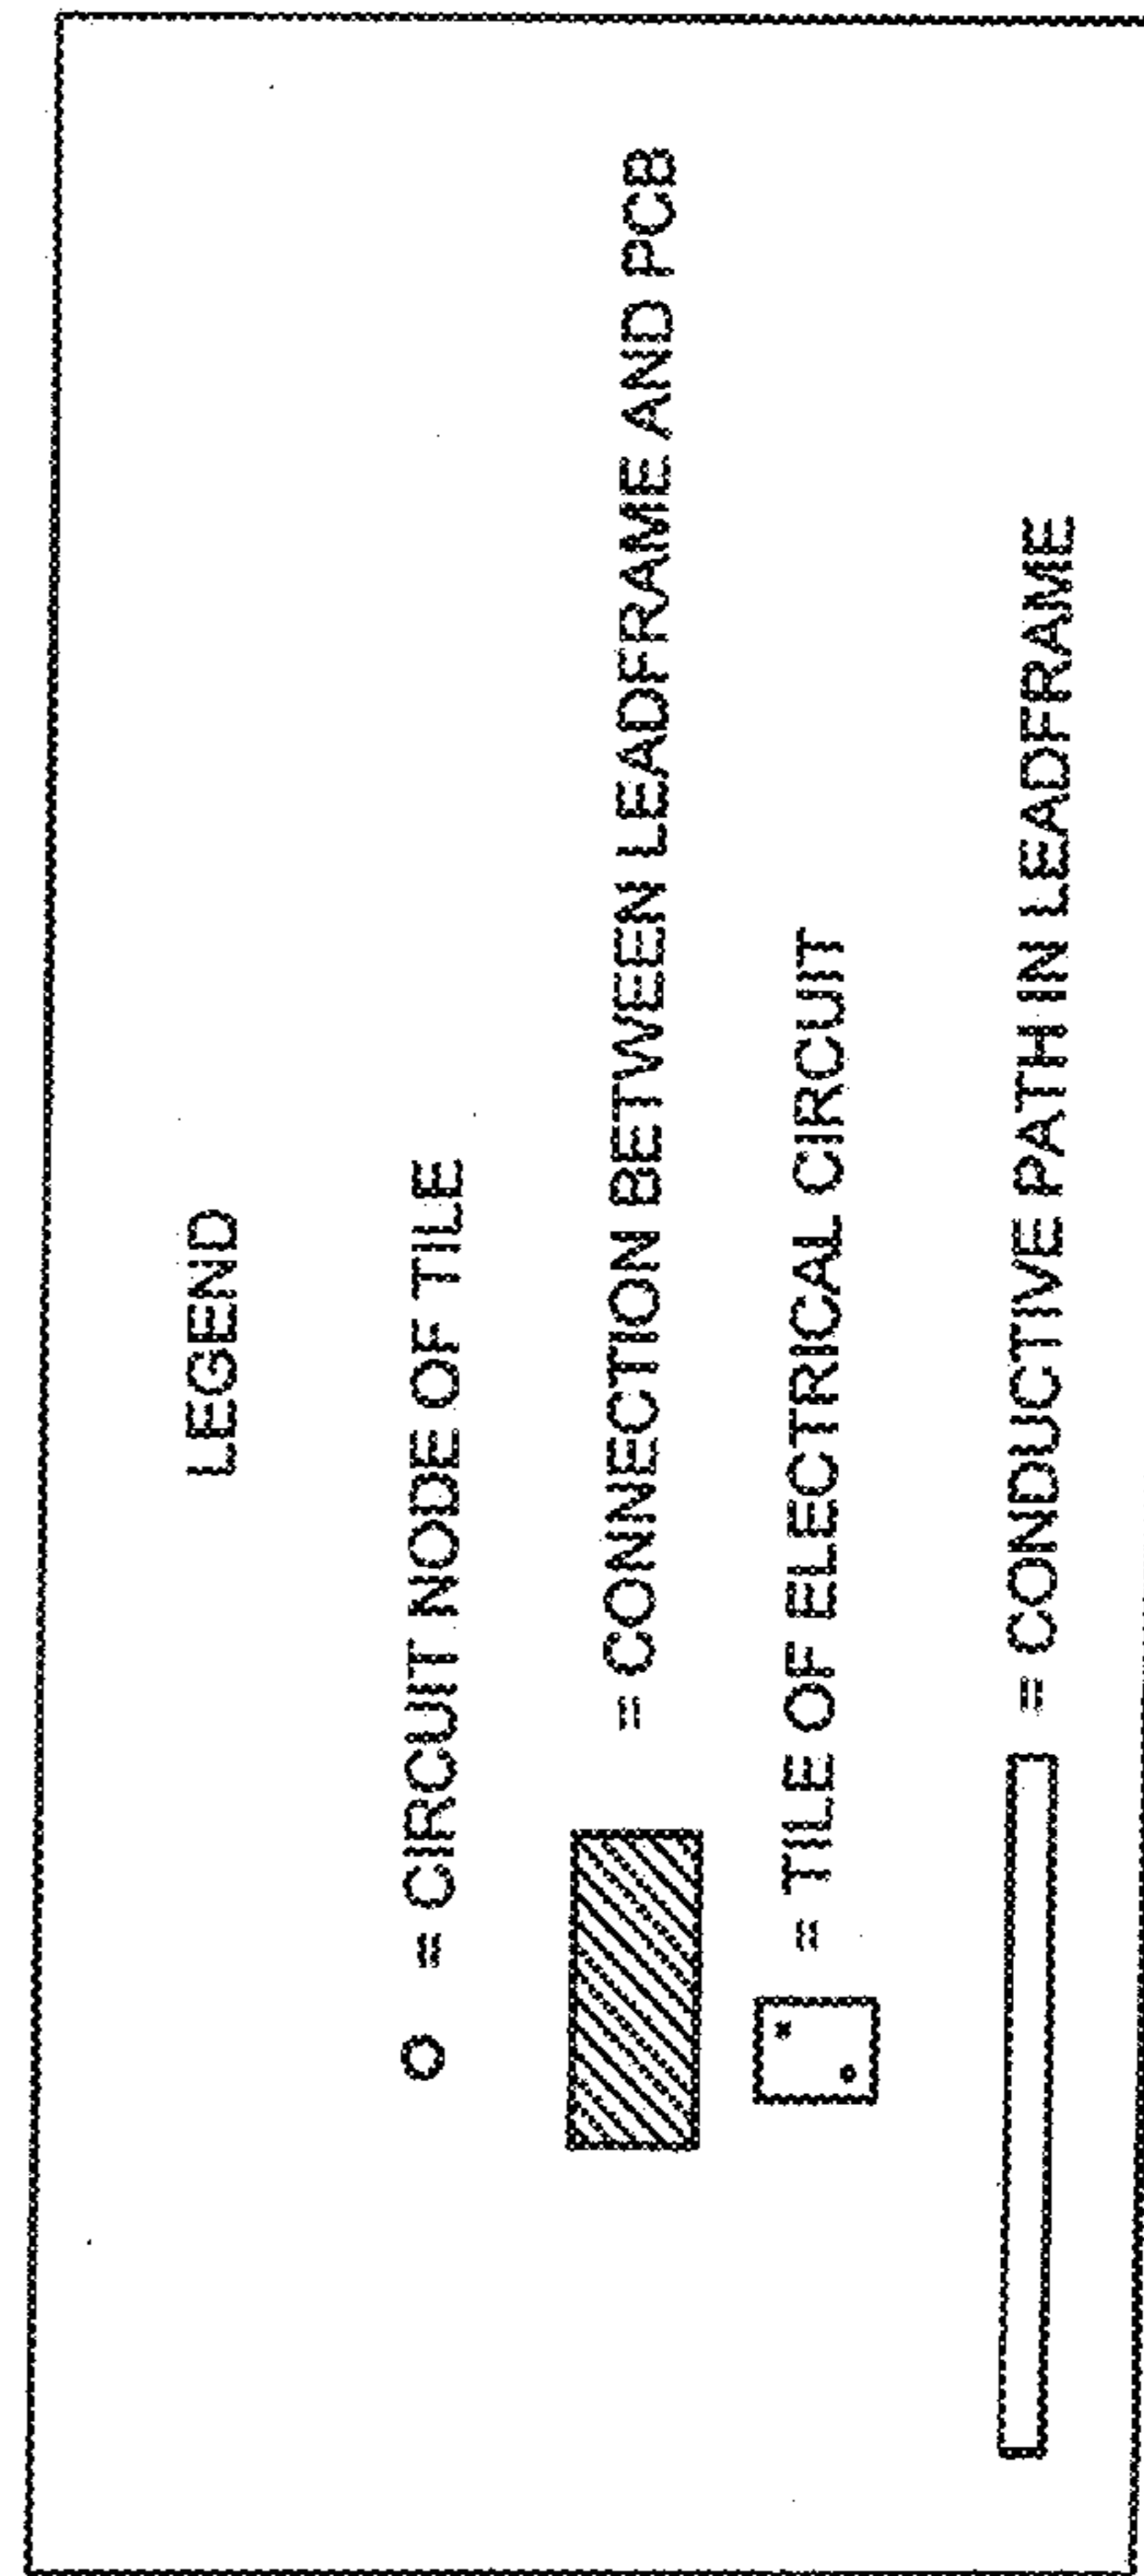 LEGEND
O = CIRCUIT NODE OF TILE
= CONNECTION BETWEEN LEADFRAME AND PCB
= TILE OF ELECTRICAL CIRCUIT
= CONDUCTIVE PATH IN LEADFRAME